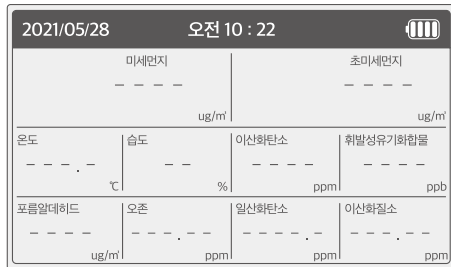 2021/05/28 오전 10 : 22
미세먼지 초미세먼지
- - - - - - - -
ug/㎥ ug/㎥
온도 습도 이산화탄소 휘발성유기화합물
- - - . - - - - - - - - - - -
℃ % ppm ppb
포름알데히드 오존 일산화탄소 이산화질소
- - - - - - - . - - - - - - . - - - - . - -
ug/㎥ ppm ppm ppm